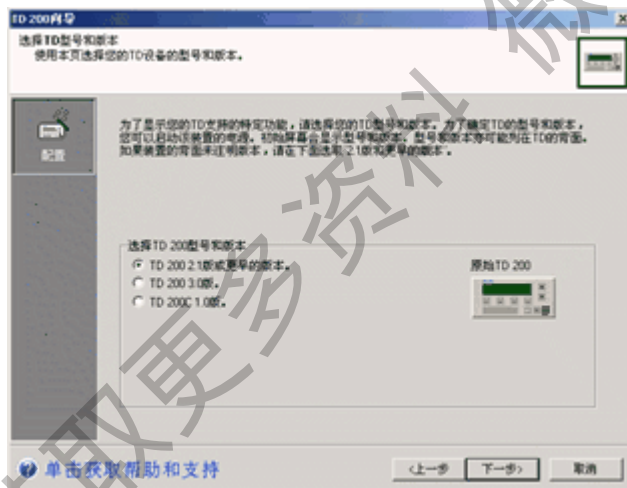 TD 200向导
选择TD型号和版本
使用本页选择您的TD设备的型号和版本。
配置
为了显示您的TD支持的特定功能，请选择您的TD型号和版本。为了确定TD的型号和版本，
您可以启动该装置的电源。初始屏幕会显示型号和版本。型号和版本亦可能列在TD的背面。
如果装置的背面未注明版本，请在下面选取 2.1版和更早的版本。
选择TD 200型号和版本
TD 200 2.1版或更早的版本。
原始TD 200
TD 200 3.0版。
TD 200C 1.0版。
单击获取帮助和支持
<上一步
下一步>
取消
取更多资料 微